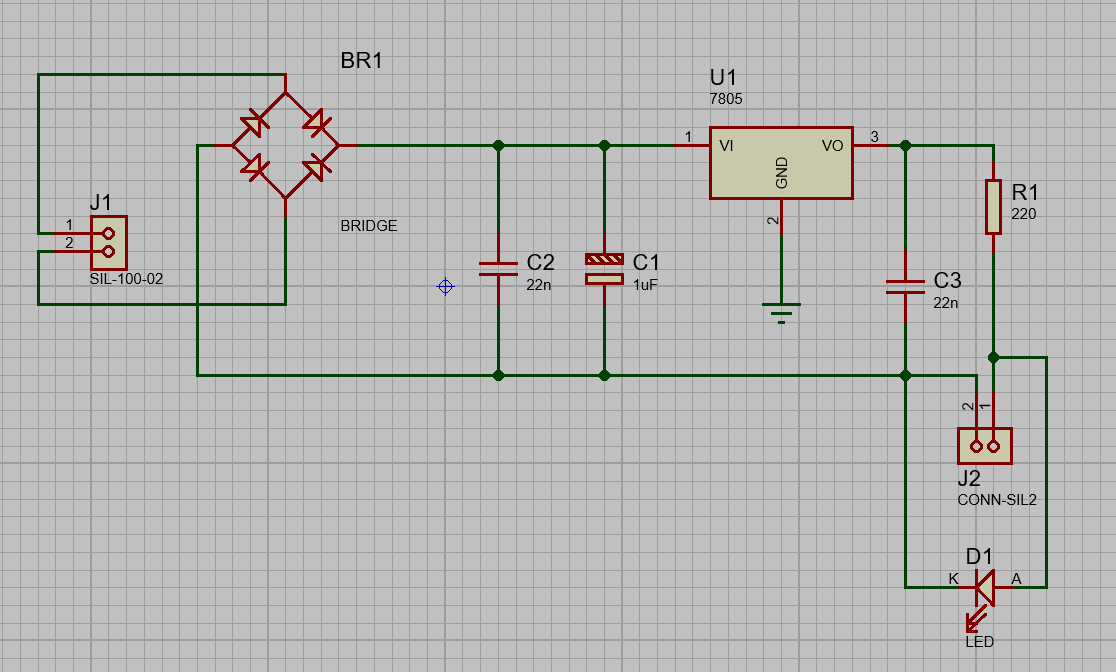 BR1
U1
7805
1
VI
VO
3
GND
2
J1
1
2
SIL-100-02
BRIDGE
R1
220
C2
22n
C1
1uF
C3
22n
2
1
J2
CONN-SIL2
D1
K
A
LED